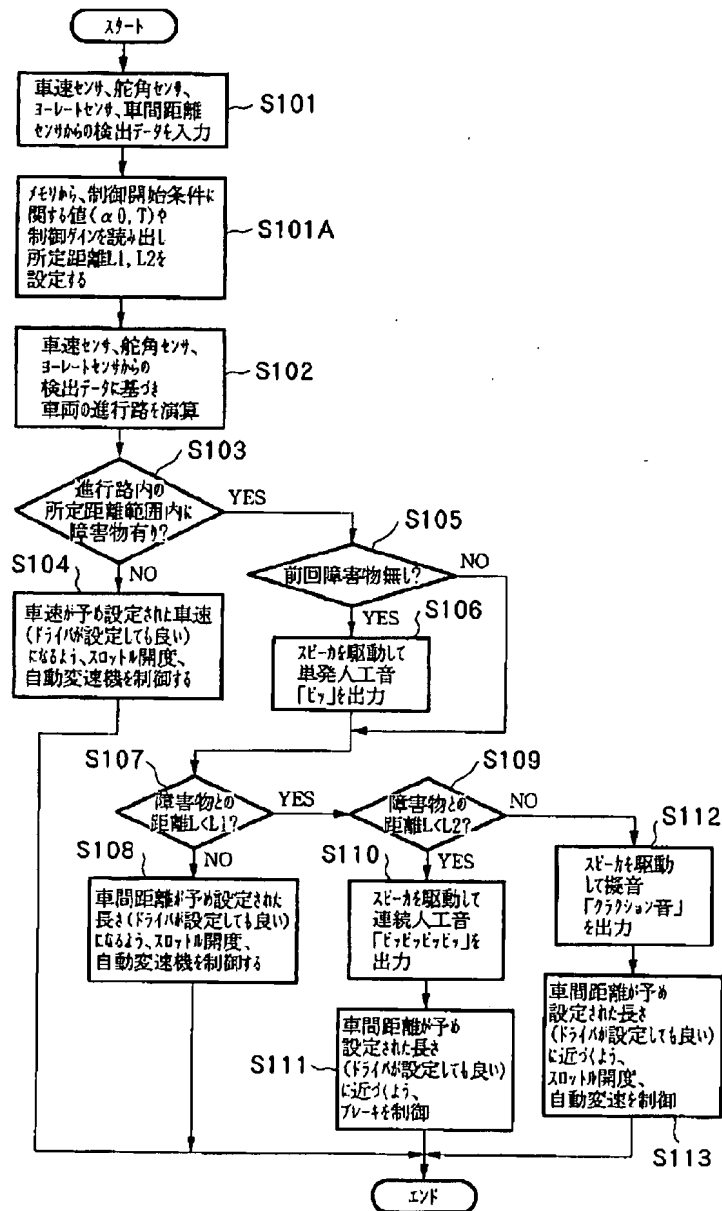 スタート
車速センサ、舵角センサ、
ヨーレートセンサ、車間距離
センサからの検出データを入力
S101
メモリから、制御開始条件に
関する値(α0,T)や
制御ゲインを読み出し
所定距離L1,L2を
設定する
S101A
車速センサ、舵角センサ、
ヨーレートセンサからの
検出データに基づき
車両の進行路を演算
S102
S103
進行路内の
所定距離範囲内に
障害物有り?
YES
NO
S105
前回障害物無し?
NO
YES
S104
車速が予め設定された車速
(ドライバが設定しても良い)
になるよう、スロットル開度、
自動変速機を制御する
S106
スピーカを駆動して
単発人工音
「ピッ」を出力
S107
障害物との
距離L<L1?
YES
NO
S109
障害物との
距離L<L2?
NO
YES
S108
車間距離が予め設定された
長さ(ドライバが設定しても良い)
になるよう、スロットル開度、
自動変速機を制御する
S110
スピーカを駆動して
連続人工音
「ピッピッピッピッ」を
出力
S112
スピーカを駆動
して擬音
「クラクション音」
を出力
S111
車間距離が予め
設定された長さ
(ドライバが設定しても良い)
に近づくよう、
ブレーキを制御
車間距離が予め
設定された長さ
(ドライバが設定しても良い)
に近づくよう、
スロットル開度、
自動変速を制御
S113
エンド